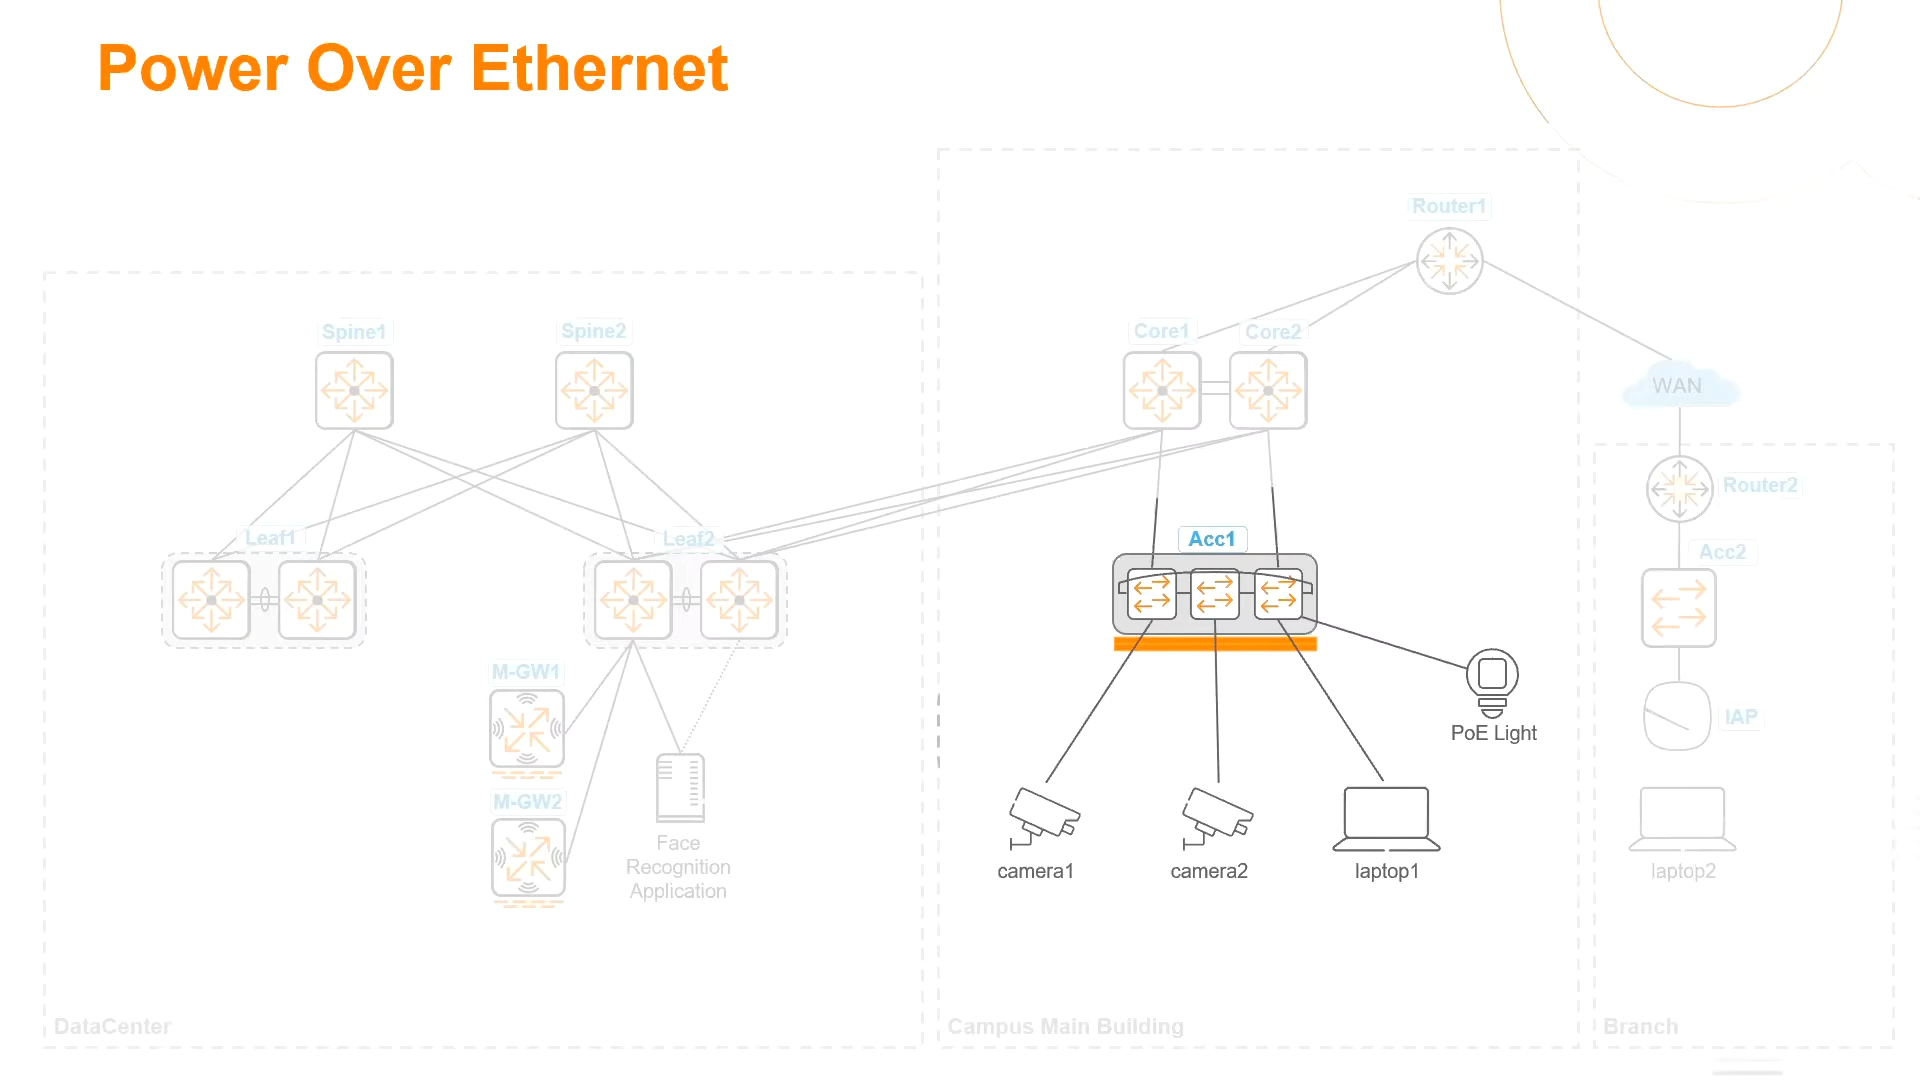 Power Over Ethernet
Router1
Spine1
Spine2
Core1
Core2
WAN
Router2
Leaf1
Leaf2
Acc1
Acc2
M-GW1
IAP
PoE Light
M-GW2
Face
Recognition
Application
camera1
camera2
laptop1
laptop2
DataCenter
Campus Main Building
Branch